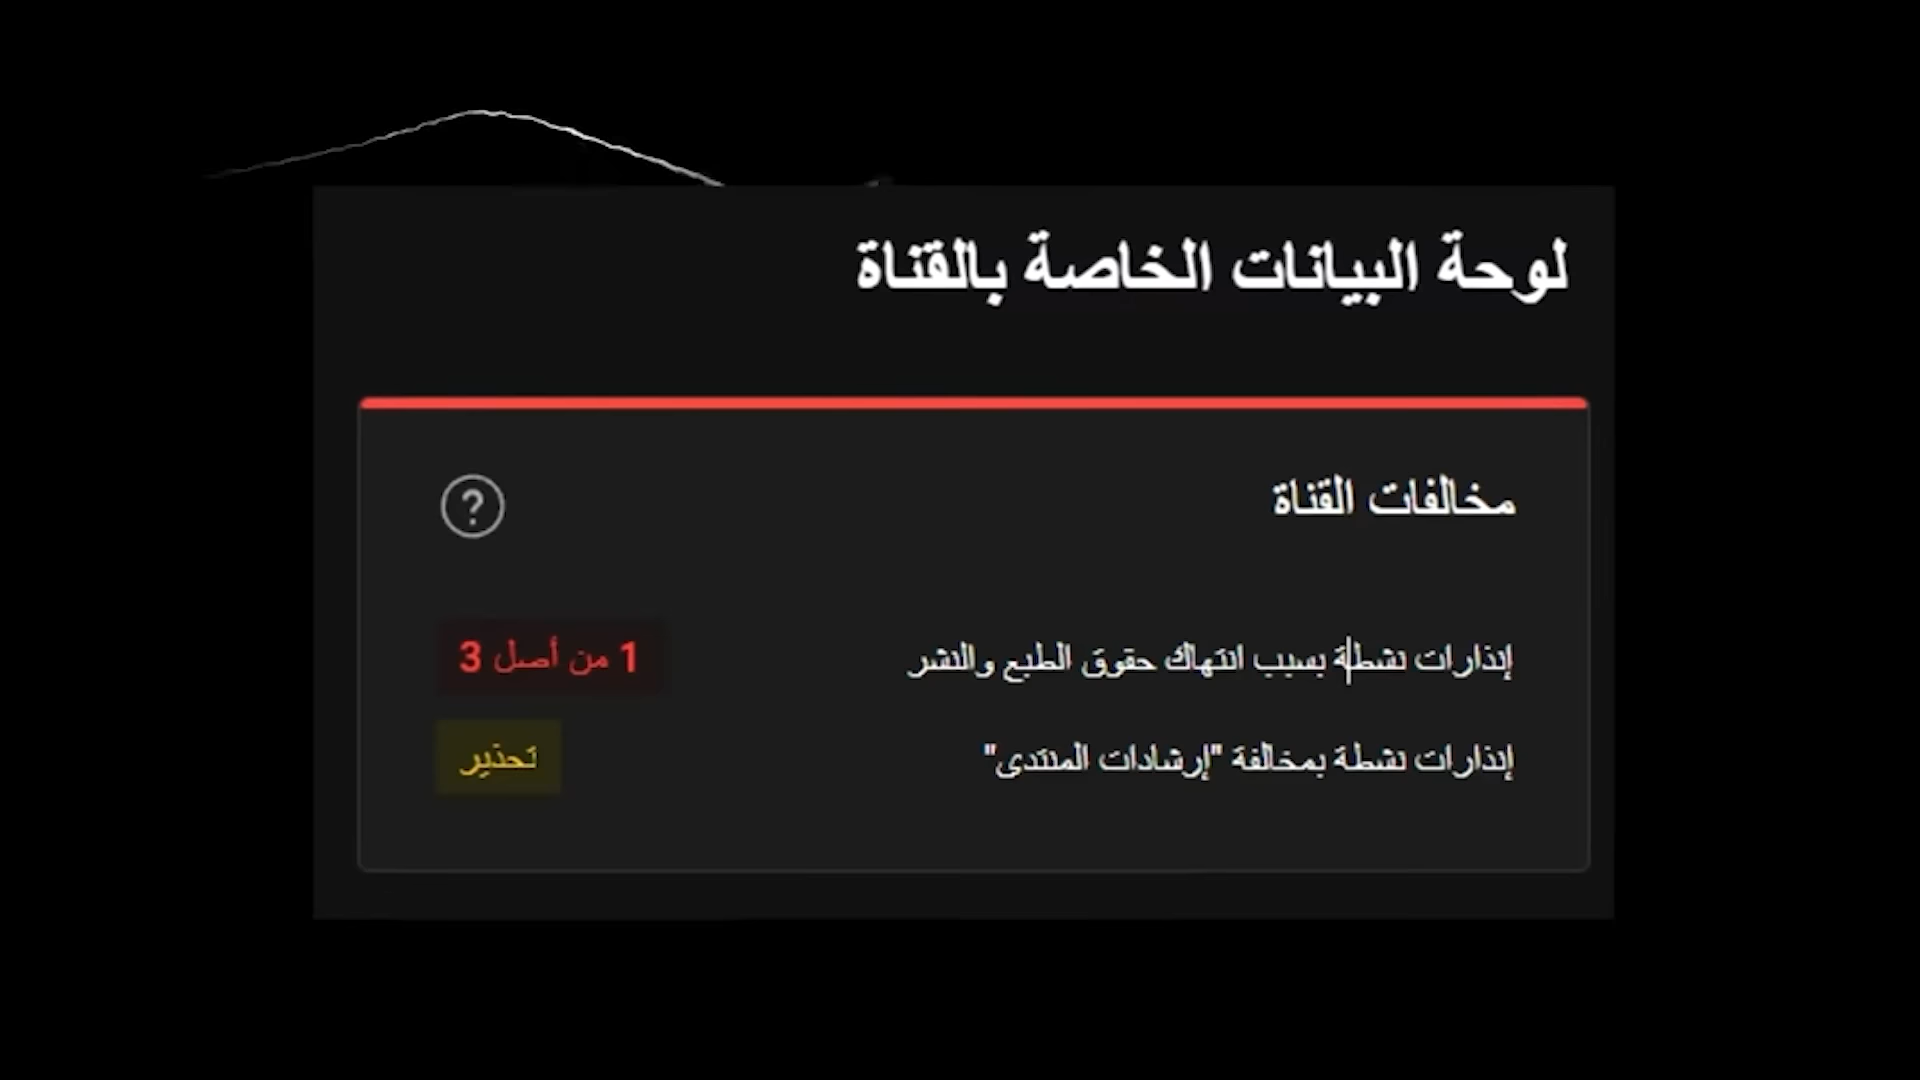 لوحة البيانات الخاصة بالقناة
مخالفات القناة
?
إنذارات نشطة بسبب انتهاك حقوق الطبع والنشر 1 من أصل 3
إنذارات نشطة بمخالفة "إرشادات المنتدى" تحذير